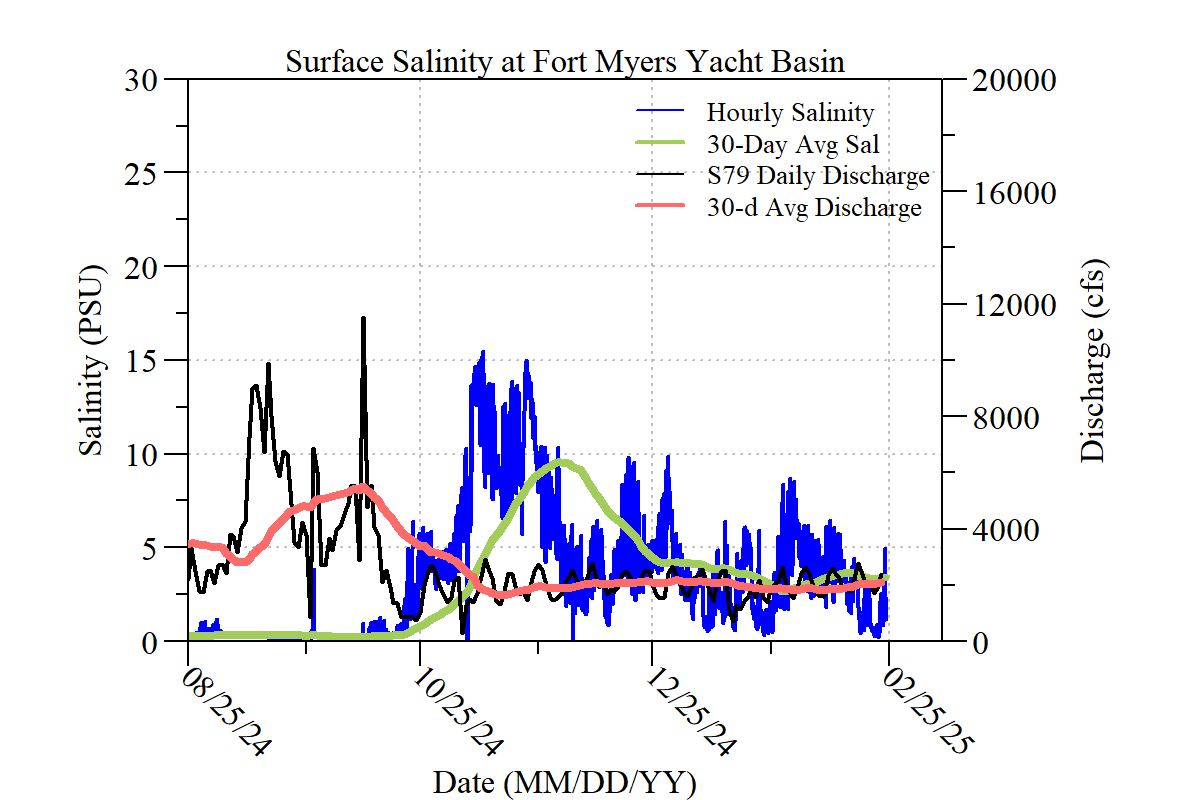 Surface Salinity at Fort Myers Yacht Basin
30
25
20
15
10
5
0
Salinity (PSU)
Hourly Salinity
30-Day Avg Sal
S79 Daily Discharge
30-d Avg Discharge
20000
16000
12000
8000
4000
0
Discharge (cfs)
08/25/24
10/25/24
12/25/24
02/25/25
Date (MM/DD/YY)